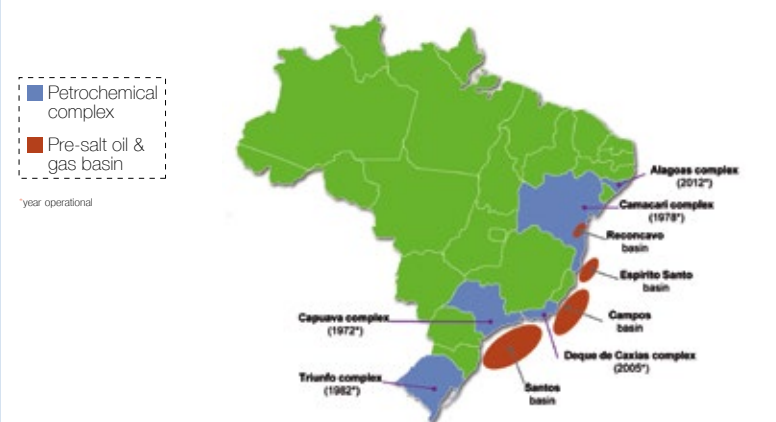 Petrochemical
complex
Pre-salt oil &
gas basin
*year operational
Alagoas complex
(2012*)
Camacari complex
(1978*)
Reconcavo
basin
Espirito Santo
basin
Campos
basin
Capuava complex
(1972*)
Deque de Caxias complex
(2005*)
Triunfo complex
(1982*)
Santos
basin